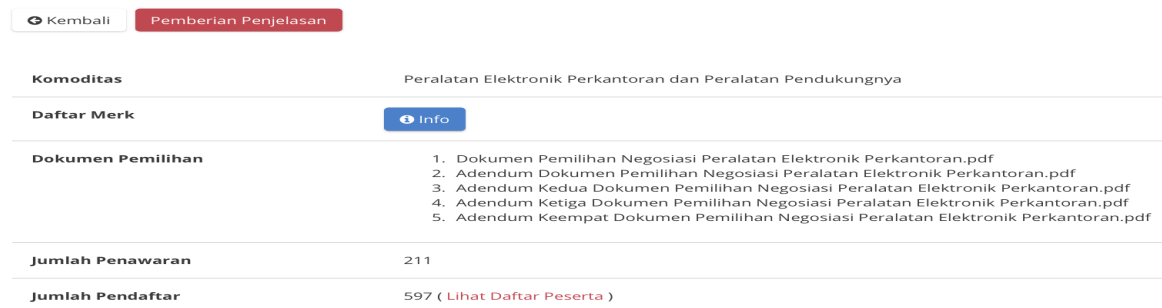 Kembali Pemberian Penjelasan
Komoditas Peralatan Elektronik Perkantoran dan Peralatan Pendukungnya
Daftar Merk Info
Dokumen Pemilihan 1. Dokumen Pemilihan Negosiasi Peralatan Elektronik Perkantoran.pdf
2. Adendum Dokumen Pemilihan Negosiasi Peralatan Elektronik Perkantoran.pdf
3. Adendum Kedua Dokumen Pemilihan Negosiasi Peralatan Elektronik Perkantoran.pdf
4. Adendum Ketiga Dokumen Pemilihan Negosiasi Peralatan Elektronik Perkantoran.pdf
5. Adendum Keempat Dokumen Pemilihan Negosiasi Peralatan Elektronik Perkantoran.pdf
Jumlah Penawaran 211
Jumlah Pendaftar 597 ( Lihat Daftar Peserta )